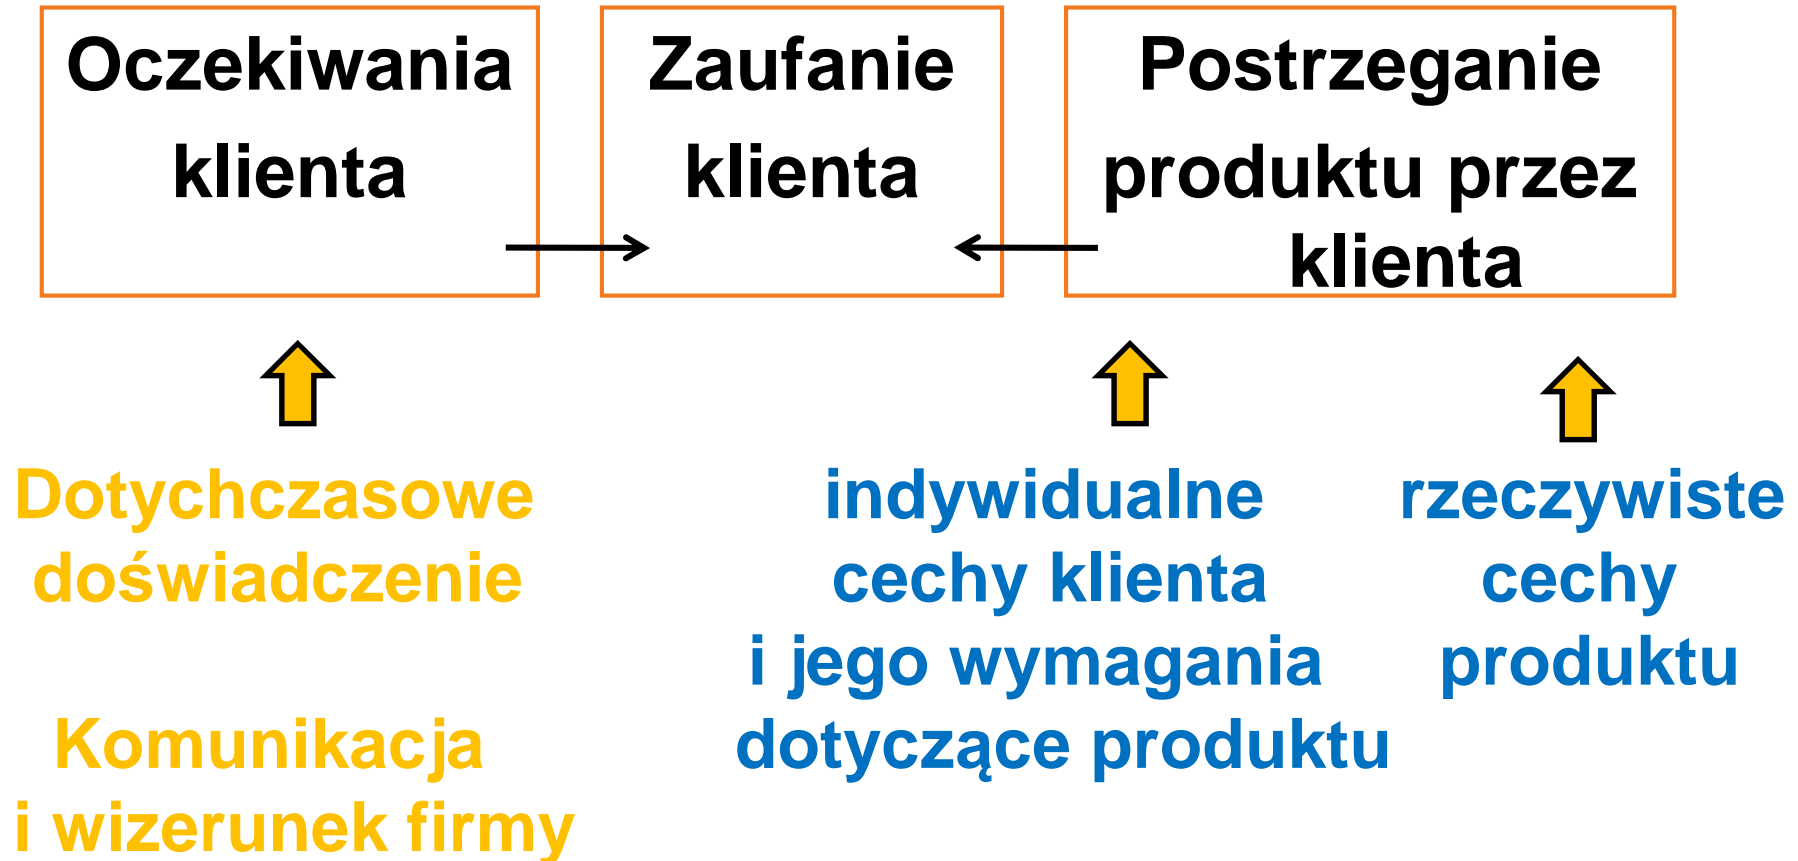 Oczekiwania
klienta
Zaufanie
klienta
Postrzeganie
produktu przez
klienta
Dotychczasowe
doświadczenie
Komunikacja
i wizerunek firmy
indywidualne
cechy klienta
i jego wymagania
dotyczące produktu
rzeczywiste
cechy
produktu